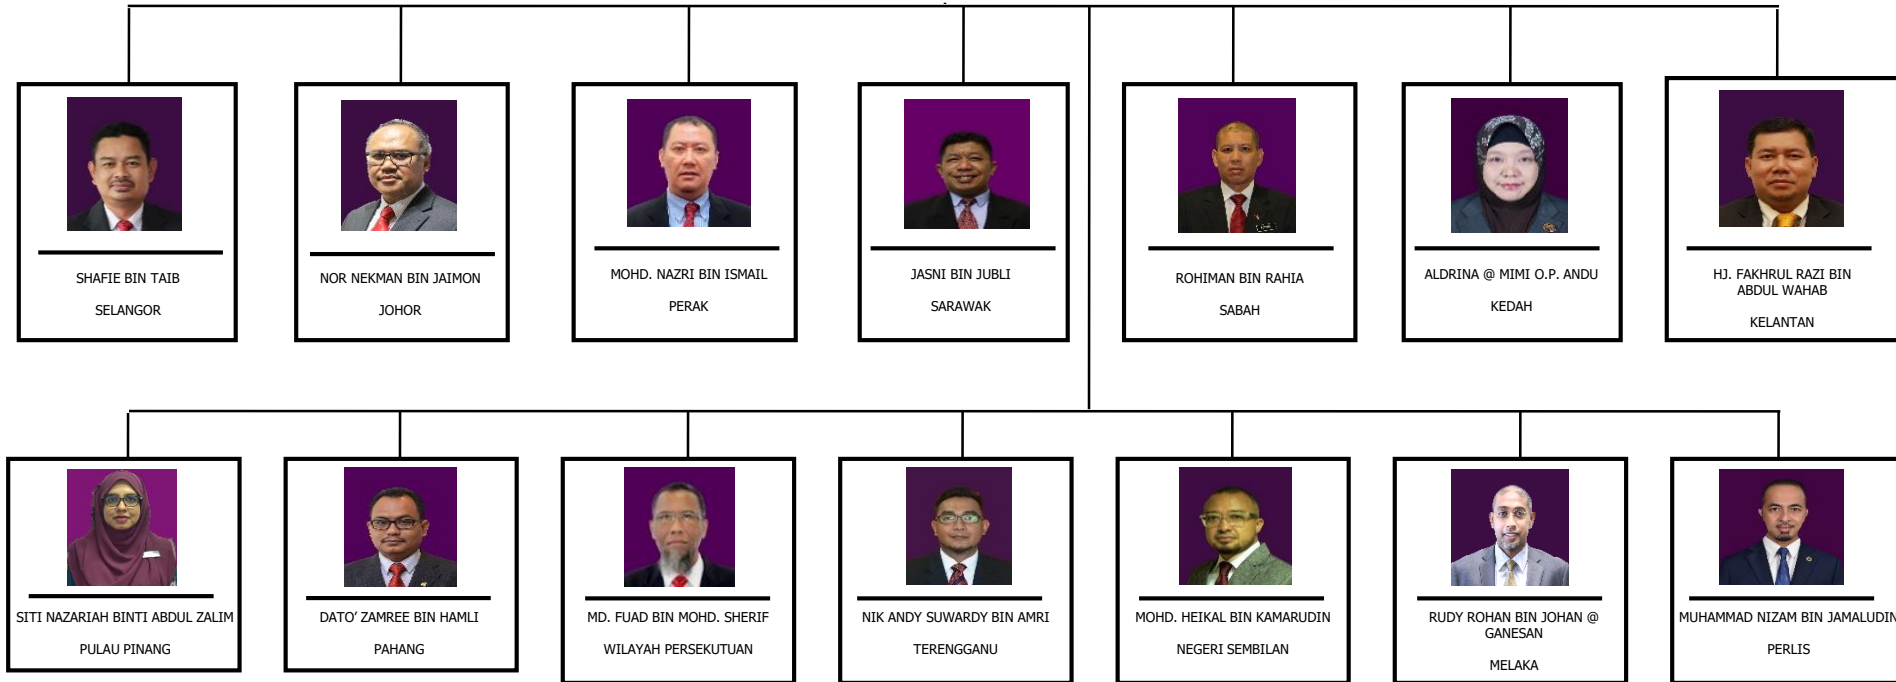 SHAFIE BIN TAIB
SELANGOR
NOR NEKMAN BIN JAIMON
JOHOR
MOHD. NAZRI BIN ISMAIL
PERAK
JASNI BIN JUBLI
SARAWAK
ROHIMAN BIN RAHIA
SABAH
ALDRINA @ MIMI O.P. ANDU
KEDAH
HJ. FAKHRUL RAZI BIN
ABDUL WAHAB
KELANTAN
SITI NAZARIAH BINTI ABDUL ZALIM
PULAU PINANG
DATO’ ZAMREE BIN HAMLI
PAHANG
MD. FUAD BIN MOHD. SHERIF
WILAYAH PERSEKUTUAN
NIK ANDY SUWARDY BIN AMRI
TERENGGANU
MOHD. HEIKAL BIN KAMARUDIN
NEGERI SEMBILAN
RUDY ROHAN BIN JOHAN @
GANESAN
MELAKA
MUHAMMAD NIZAM BIN JAMALUDIN
PERLIS